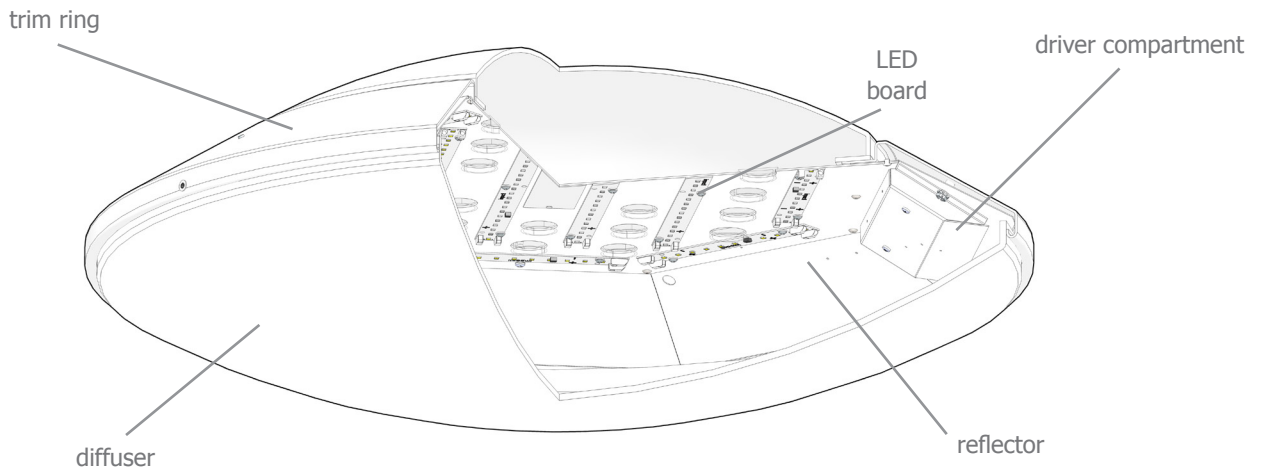 trim ring
LED
board
driver compartment
diffuser
reflector